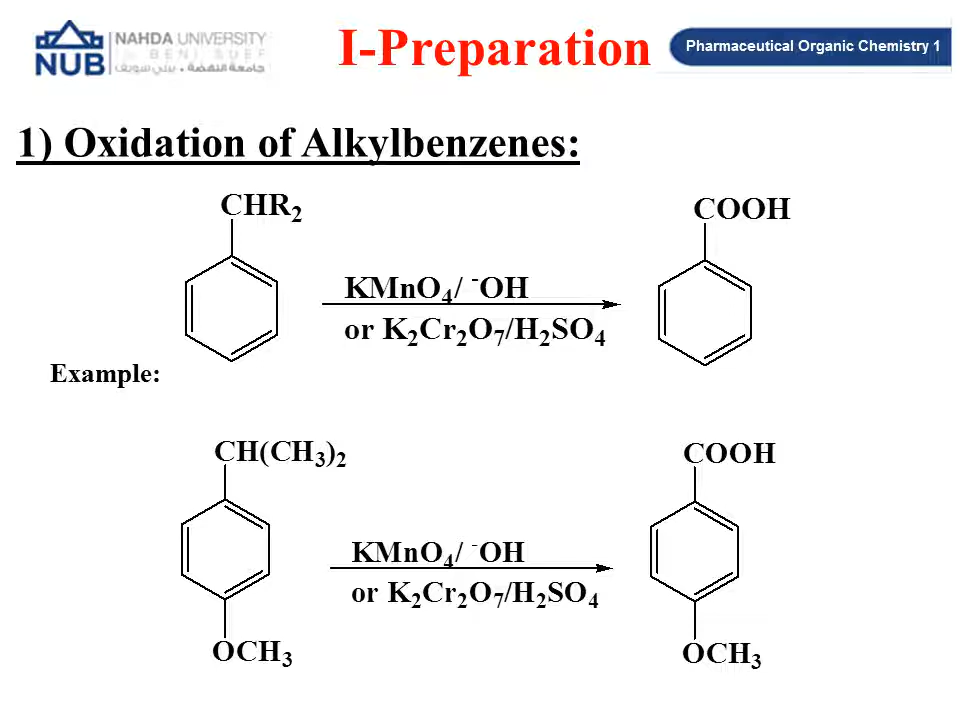 NUB
NAHDA UNIVERSITY
IN BENI SUEF
جامعة النهضة - بني سويف
I-Preparation
Pharmaceutical Organic Chemistry 1
1) Oxidation of Alkylbenzenes:
CHR₂
COOH
KMnO₄/ ⁻OH
or K₂Cr₂O₇/H₂SO₄
Example:
CH(CH₃)₂
COOH
KMnO₄/ ⁻OH
or K₂Cr₂O₇/H₂SO₄
OCH₃
OCH₃